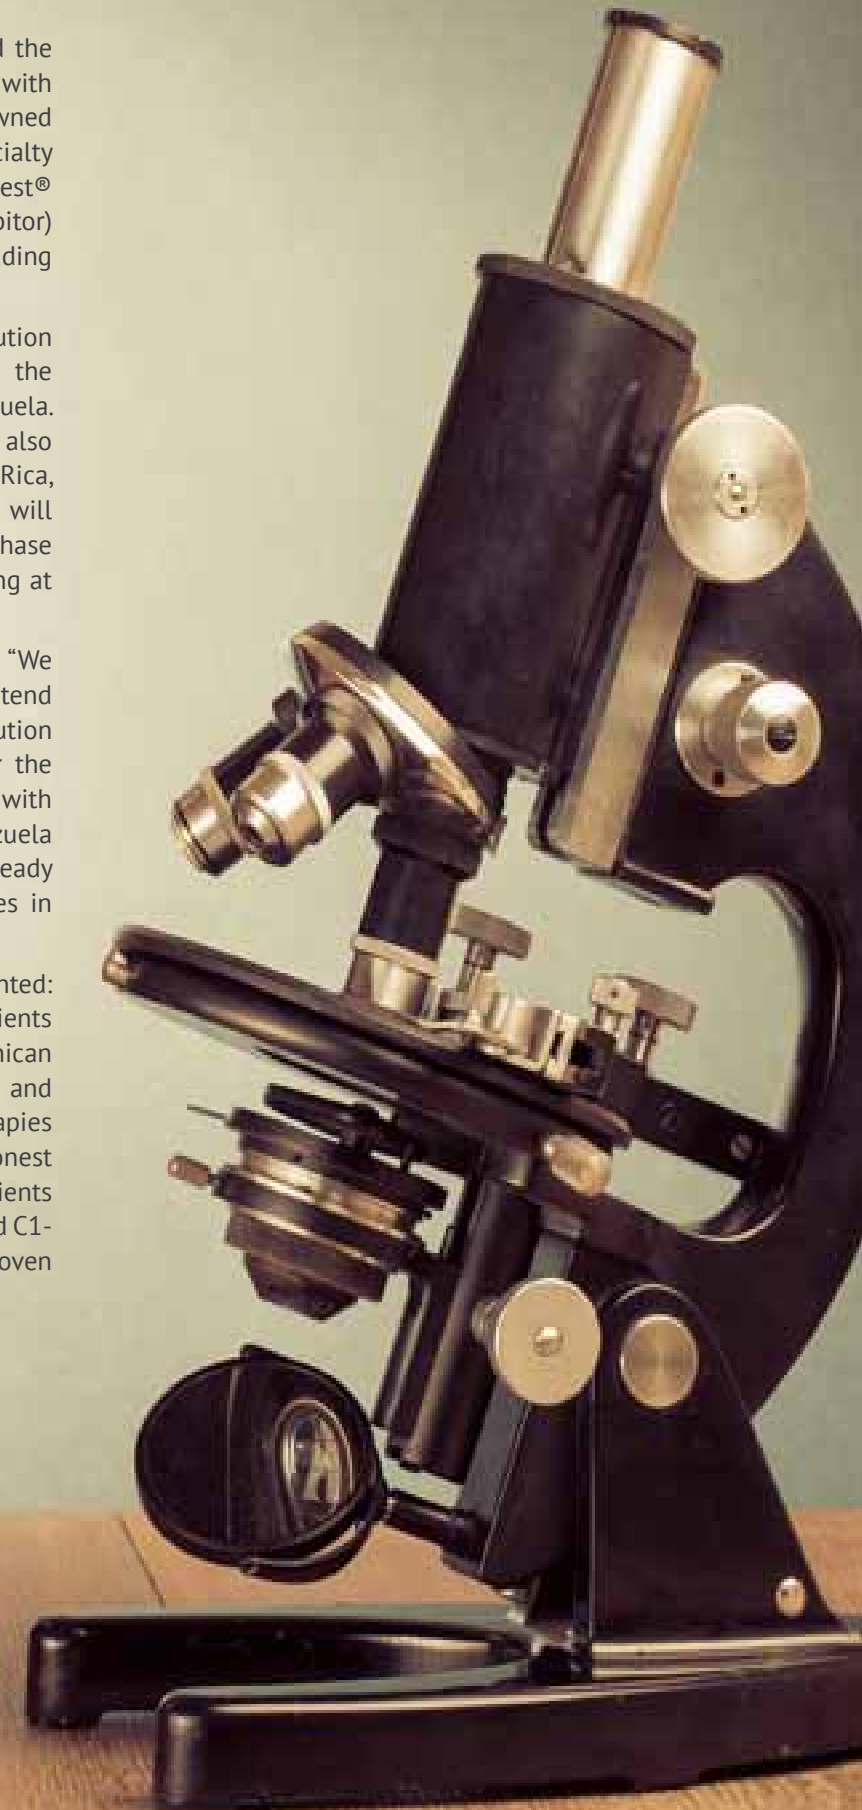 d the
with
wned
cialty
est®
bitor)
ding
ution
the
uela.
also
Rica,
will
hase
ng at
“We
tend
ution
r the
with
zuela
eady
es in
nted:
ients
nican
and
apies
onest
ients
d C1-
oven